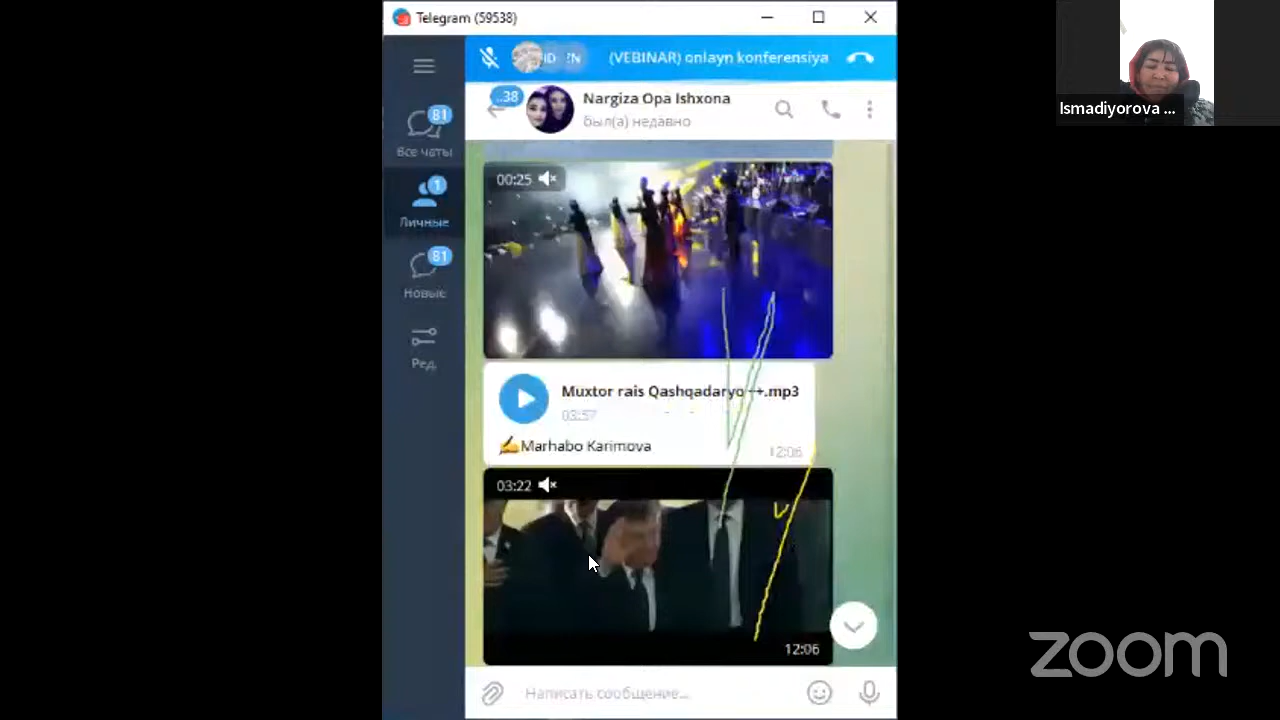 Telegram (59538)
(VEBINAR) onlayn konferensiya
..38
Nargiza Opa Ishxona
был(а) недавно
81
Все чаты
1
Личные
81
Новые
Ред.
00:25
Muxtor rais Qashqadaryo
.mp3
03:57
✍Marhabo Karimova
12:06
03:22
12:06
Написать сообщение...
Ismadiyorova ...
zoom